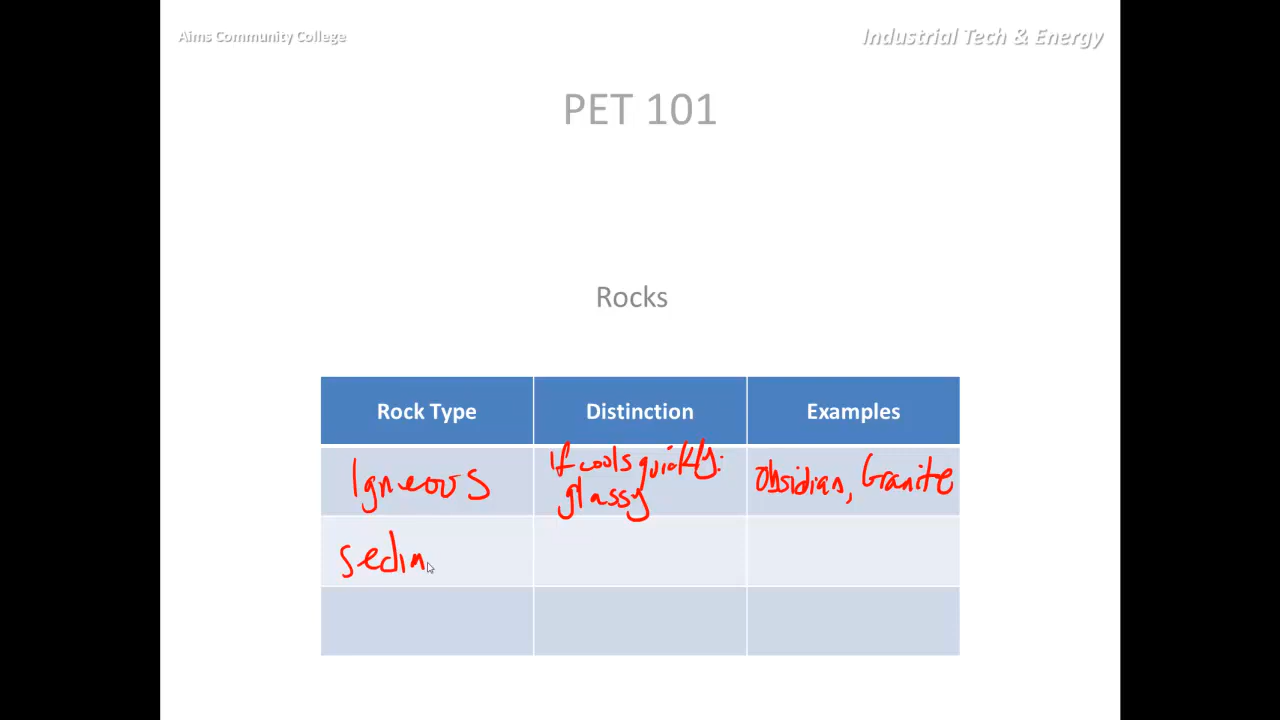 Aims Community College
Industrial Tech & Energy
PET 101
Rocks
Rock Type
Distinction
Examples
Igneous
If cools quickly:
glassy
obsidian, Granite
sedim